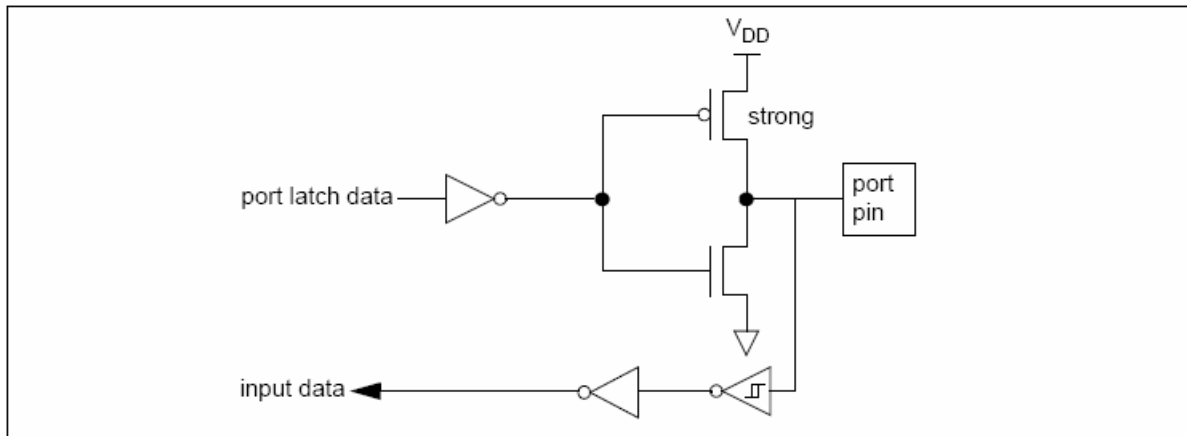 VDD
strong
port latch data
port
pin
input data